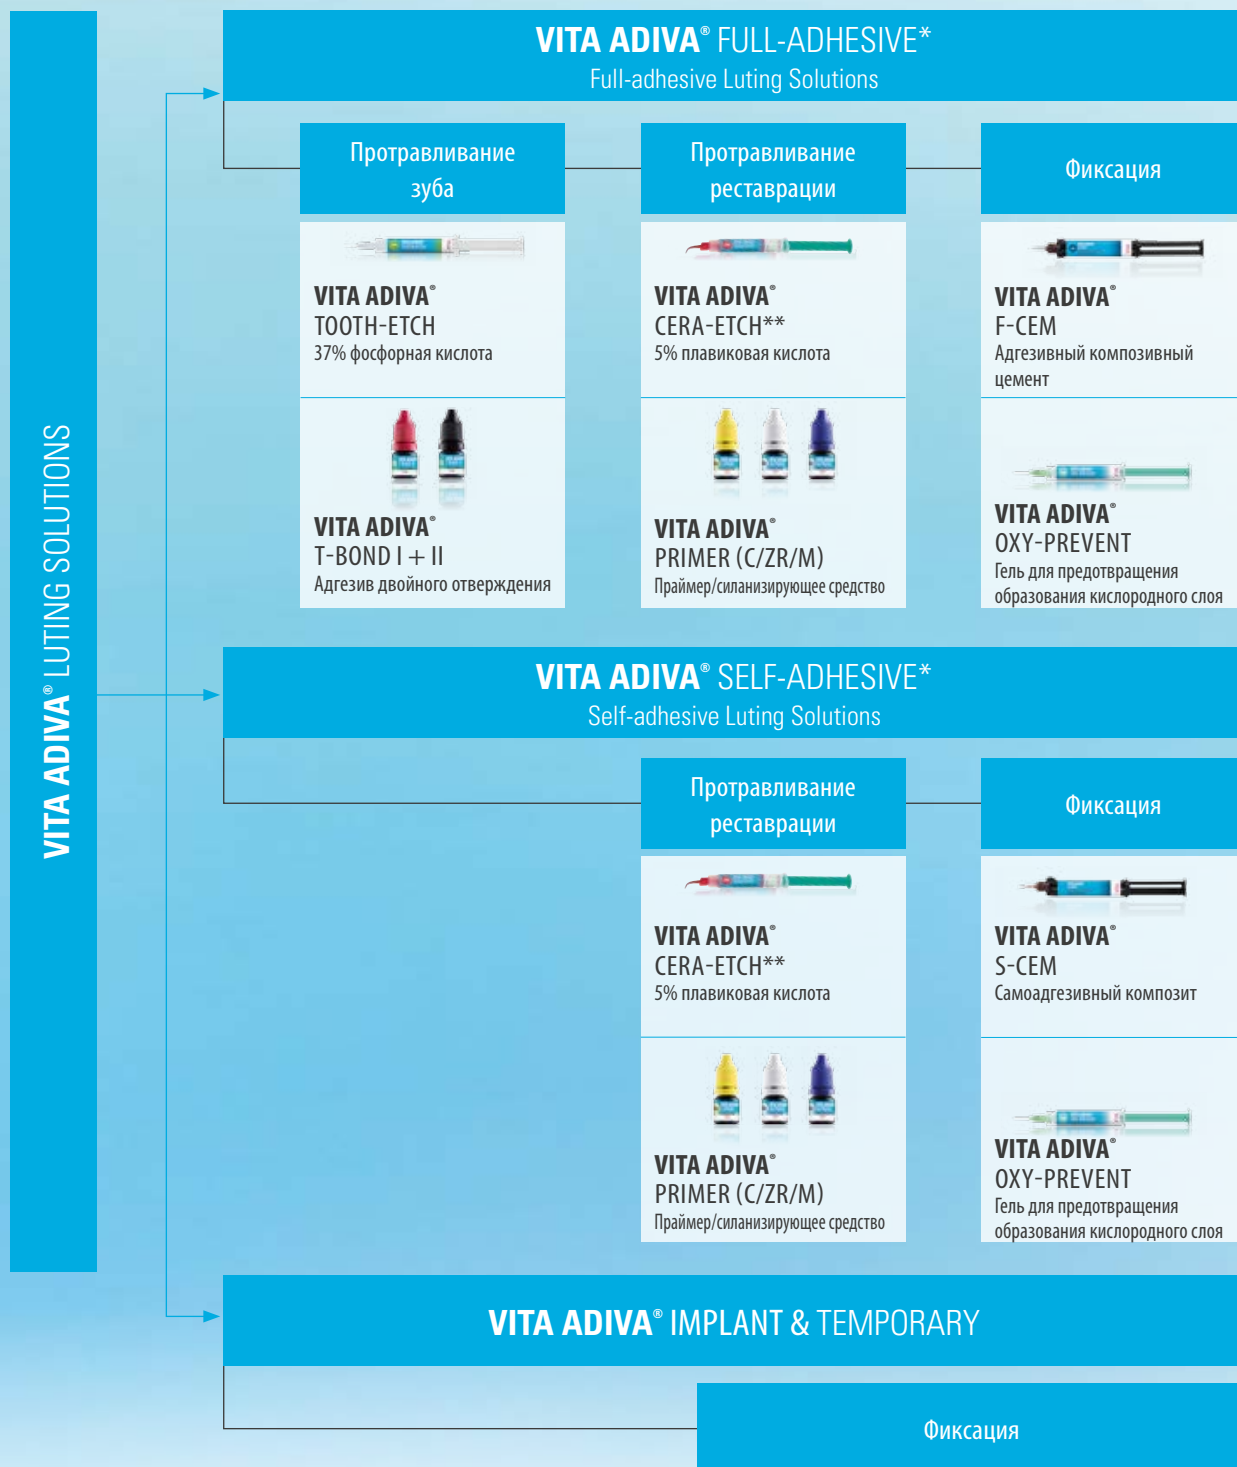 VITA ADIVA® LUTING SOLUTIONS
VITA ADIVA® FULL-ADHESIVE*
Full-adhesive Luting Solutions
Протравливание
зуба
VITA ADIVA®
TOOTH-ETCH
37% фосфорная кислота
VITA ADIVA®
T-BOND I + II
Адгезив двойного отверждения
Протравливание
реставрации
VITA ADIVA®
CERA-ETCH**
5% плавиковая кислота
VITA ADIVA®
PRIMER (C/ZR/M)
Праймер/силанизирующее средство
Фиксация
VITA ADIVA®
F-CEM
Адгезивный композивный
цемент
VITA ADIVA®
OXY-PREVENT
Гель для предотвращения
образования кислородного слоя
VITA ADIVA® SELF-ADHESIVE*
Self-adhesive Luting Solutions
Протравливание
реставрации
VITA ADIVA®
CERA-ETCH**
5% плавиковая кислота
VITA ADIVA®
PRIMER (C/ZR/M)
Праймер/силанизирующее средство
Фиксация
VITA ADIVA®
S-CEM
Самоадгезивный композит
VITA ADIVA®
OXY-PREVENT
Гель для предотвращения
образования кислородного слоя
VITA ADIVA® IMPLANT & TEMPORARY
Фиксация